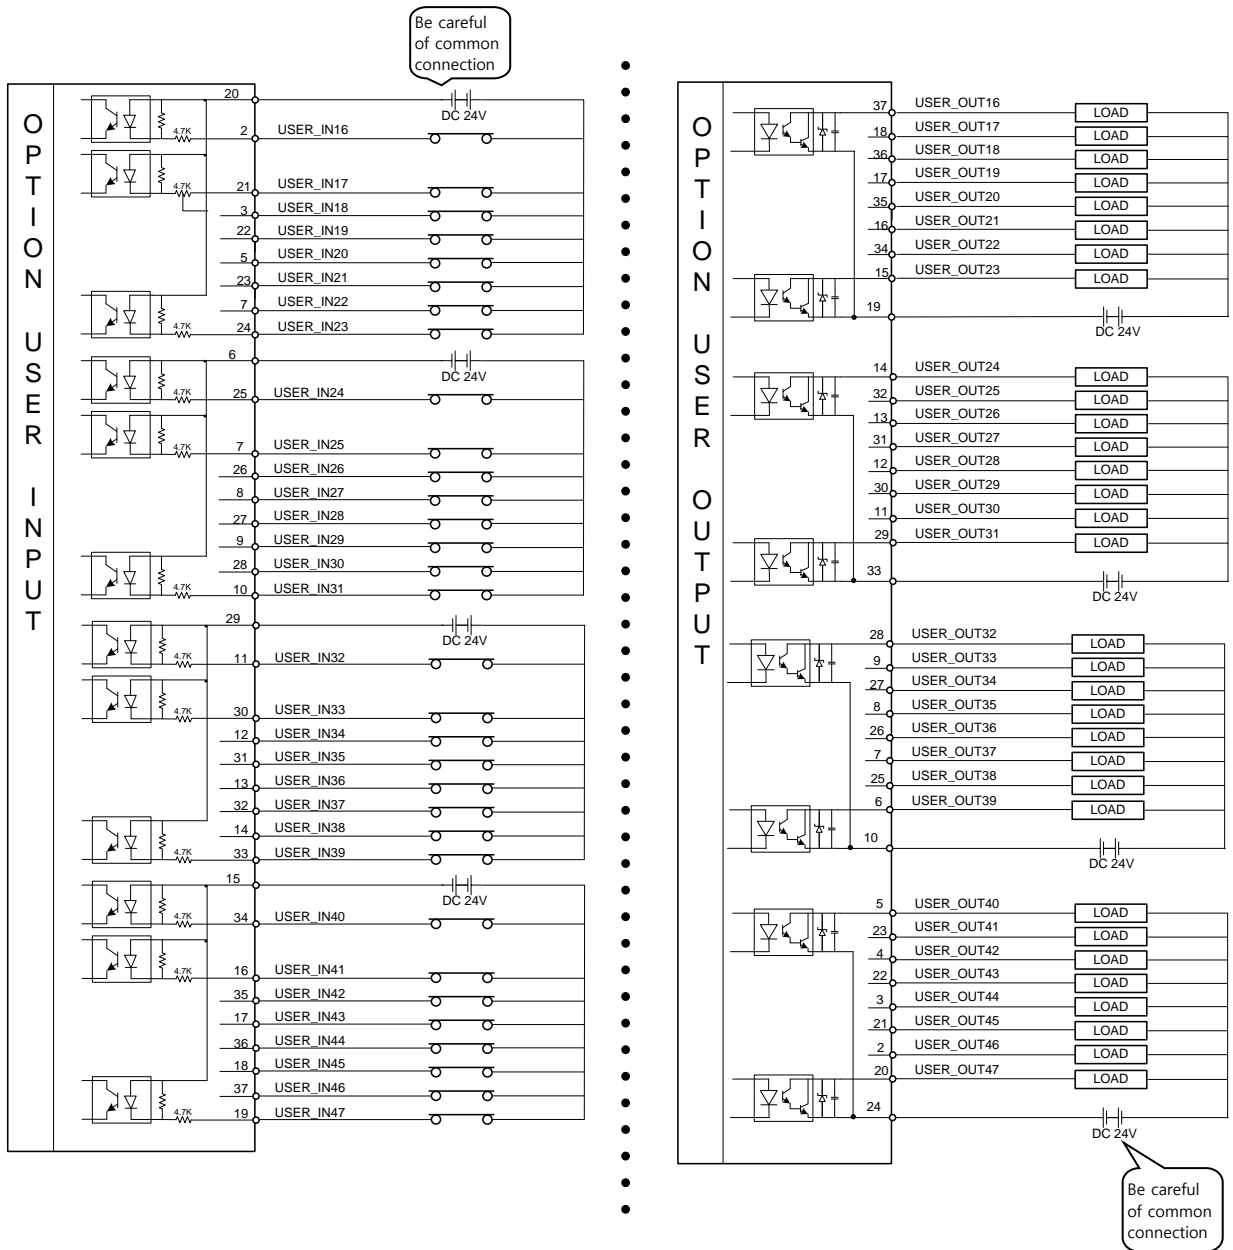 Be careful
of common
connection
OPTION USER INPUT
20
DC 24V
4.7K
2 USER_IN16
4.7K
21 USER_IN17
3 USER_IN18
22 USER_IN19
5 USER_IN20
23 USER_IN21
7 USER_IN22
4.7K
24 USER_IN23
6
DC 24V
4.7K
25 USER_IN24
4.7K
7 USER_IN25
26 USER_IN26
8 USER_IN27
27 USER_IN28
9 USER_IN29
28 USER_IN30
4.7K
10 USER_IN31
29
DC 24V
4.7K
11 USER_IN32
4.7K
30 USER_IN33
12 USER_IN34
31 USER_IN35
13 USER_IN36
32 USER_IN37
14 USER_IN38
4.7K
33 USER_IN39
15
DC 24V
4.7K
34 USER_IN40
4.7K
16 USER_IN41
35 USER_IN42
17 USER_IN43
36 USER_IN44
18 USER_IN45
37 USER_IN46
4.7K
19 USER_IN47
OPTION USER OUTPUT
37 USER_OUT16 LOAD
18 USER_OUT17 LOAD
36 USER_OUT18 LOAD
17 USER_OUT19 LOAD
35 USER_OUT20 LOAD
16 USER_OUT21 LOAD
34 USER_OUT22 LOAD
15 USER_OUT23 LOAD
19
DC 24V
14 USER_OUT24 LOAD
32 USER_OUT25 LOAD
13 USER_OUT26 LOAD
31 USER_OUT27 LOAD
12 USER_OUT28 LOAD
30 USER_OUT29 LOAD
11 USER_OUT30 LOAD
29 USER_OUT31 LOAD
33
DC 24V
28 USER_OUT32 LOAD
9 USER_OUT33 LOAD
27 USER_OUT34 LOAD
8 USER_OUT35 LOAD
26 USER_OUT36 LOAD
7 USER_OUT37 LOAD
25 USER_OUT38 LOAD
6 USER_OUT39 LOAD
10
DC 24V
5 USER_OUT40 LOAD
23 USER_OUT41 LOAD
4 USER_OUT42 LOAD
22 USER_OUT43 LOAD
3 USER_OUT44 LOAD
21 USER_OUT45 LOAD
2 USER_OUT46 LOAD
20 USER_OUT47 LOAD
24
DC 24V
Be careful
of common
connection